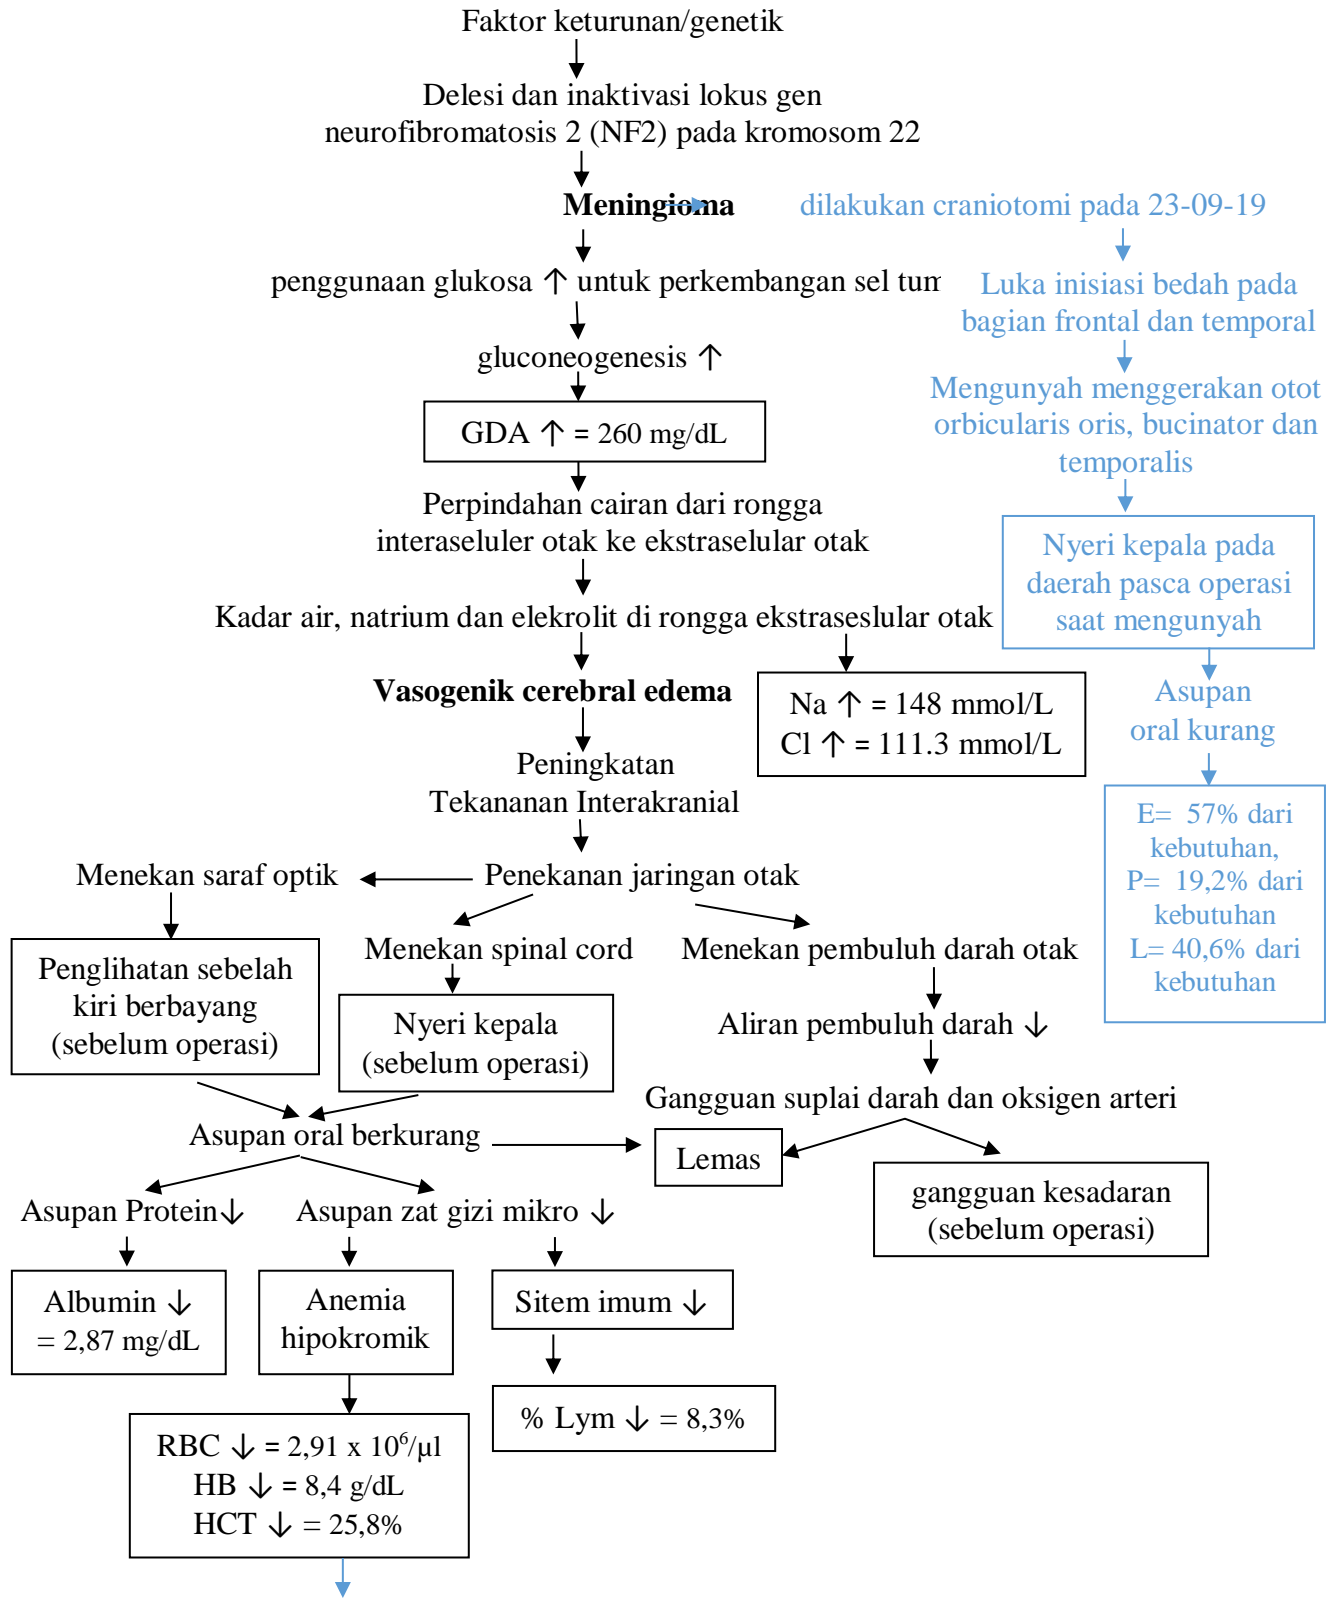 Faktor keturunan/genetik
Delesi dan inaktivasi lokus gen
neurofibromatosis 2 (NF2) pada kromosom 22
Meningioma
dilakukan craniotomi pada 23-09-19
penggunaan glukosa ↑ untuk perkembangan sel tum
Luka inisiasi bedah pada
bagian frontal dan temporal
gluconeogenesis ↑
Mengunyah menggerakan otot
orbicularis oris, bucinator dan
temporalis
GDA ↑ = 260 mg/dL
Perpindahan cairan dari rongga
interaseluler otak ke ekstraselular otak
Nyeri kepala pada
daerah pasca operasi
saat mengunyah
Kadar air, natrium dan elekrolit di rongga ekstraseslular otak
Vasogenik cerebral edema
Na ↑ = 148 mmol/L
Cl ↑ = 111.3 mmol/L
Asupan
oral kurang
Peningkatan
Tekananan Interakranial
E= 57% dari
kebutuhan,
P= 19,2% dari
kebutuhan
L= 40,6% dari
kebutuhan
Menekan saraf optik
Penekanan jaringan otak
Menekan spinal cord
Menekan pembuluh darah otak
Penglihatan sebelah
kiri berbayang
(sebelum operasi)
Nyeri kepala
(sebelum operasi)
Aliran pembuluh darah ↓
Gangguan suplai darah dan oksigen arteri
Asupan oral berkurang
Lemas
gangguan kesadaran
(sebelum operasi)
Asupan Protein↓
Asupan zat gizi mikro ↓
Albumin ↓
= 2,87 mg/dL
Anemia
hipokromik
Sitem imum ↓
% Lym ↓ = 8,3%
RBC ↓ = 2,91 x 10⁶/µl
HB ↓ = 8,4 g/dL
HCT ↓ = 25,8%